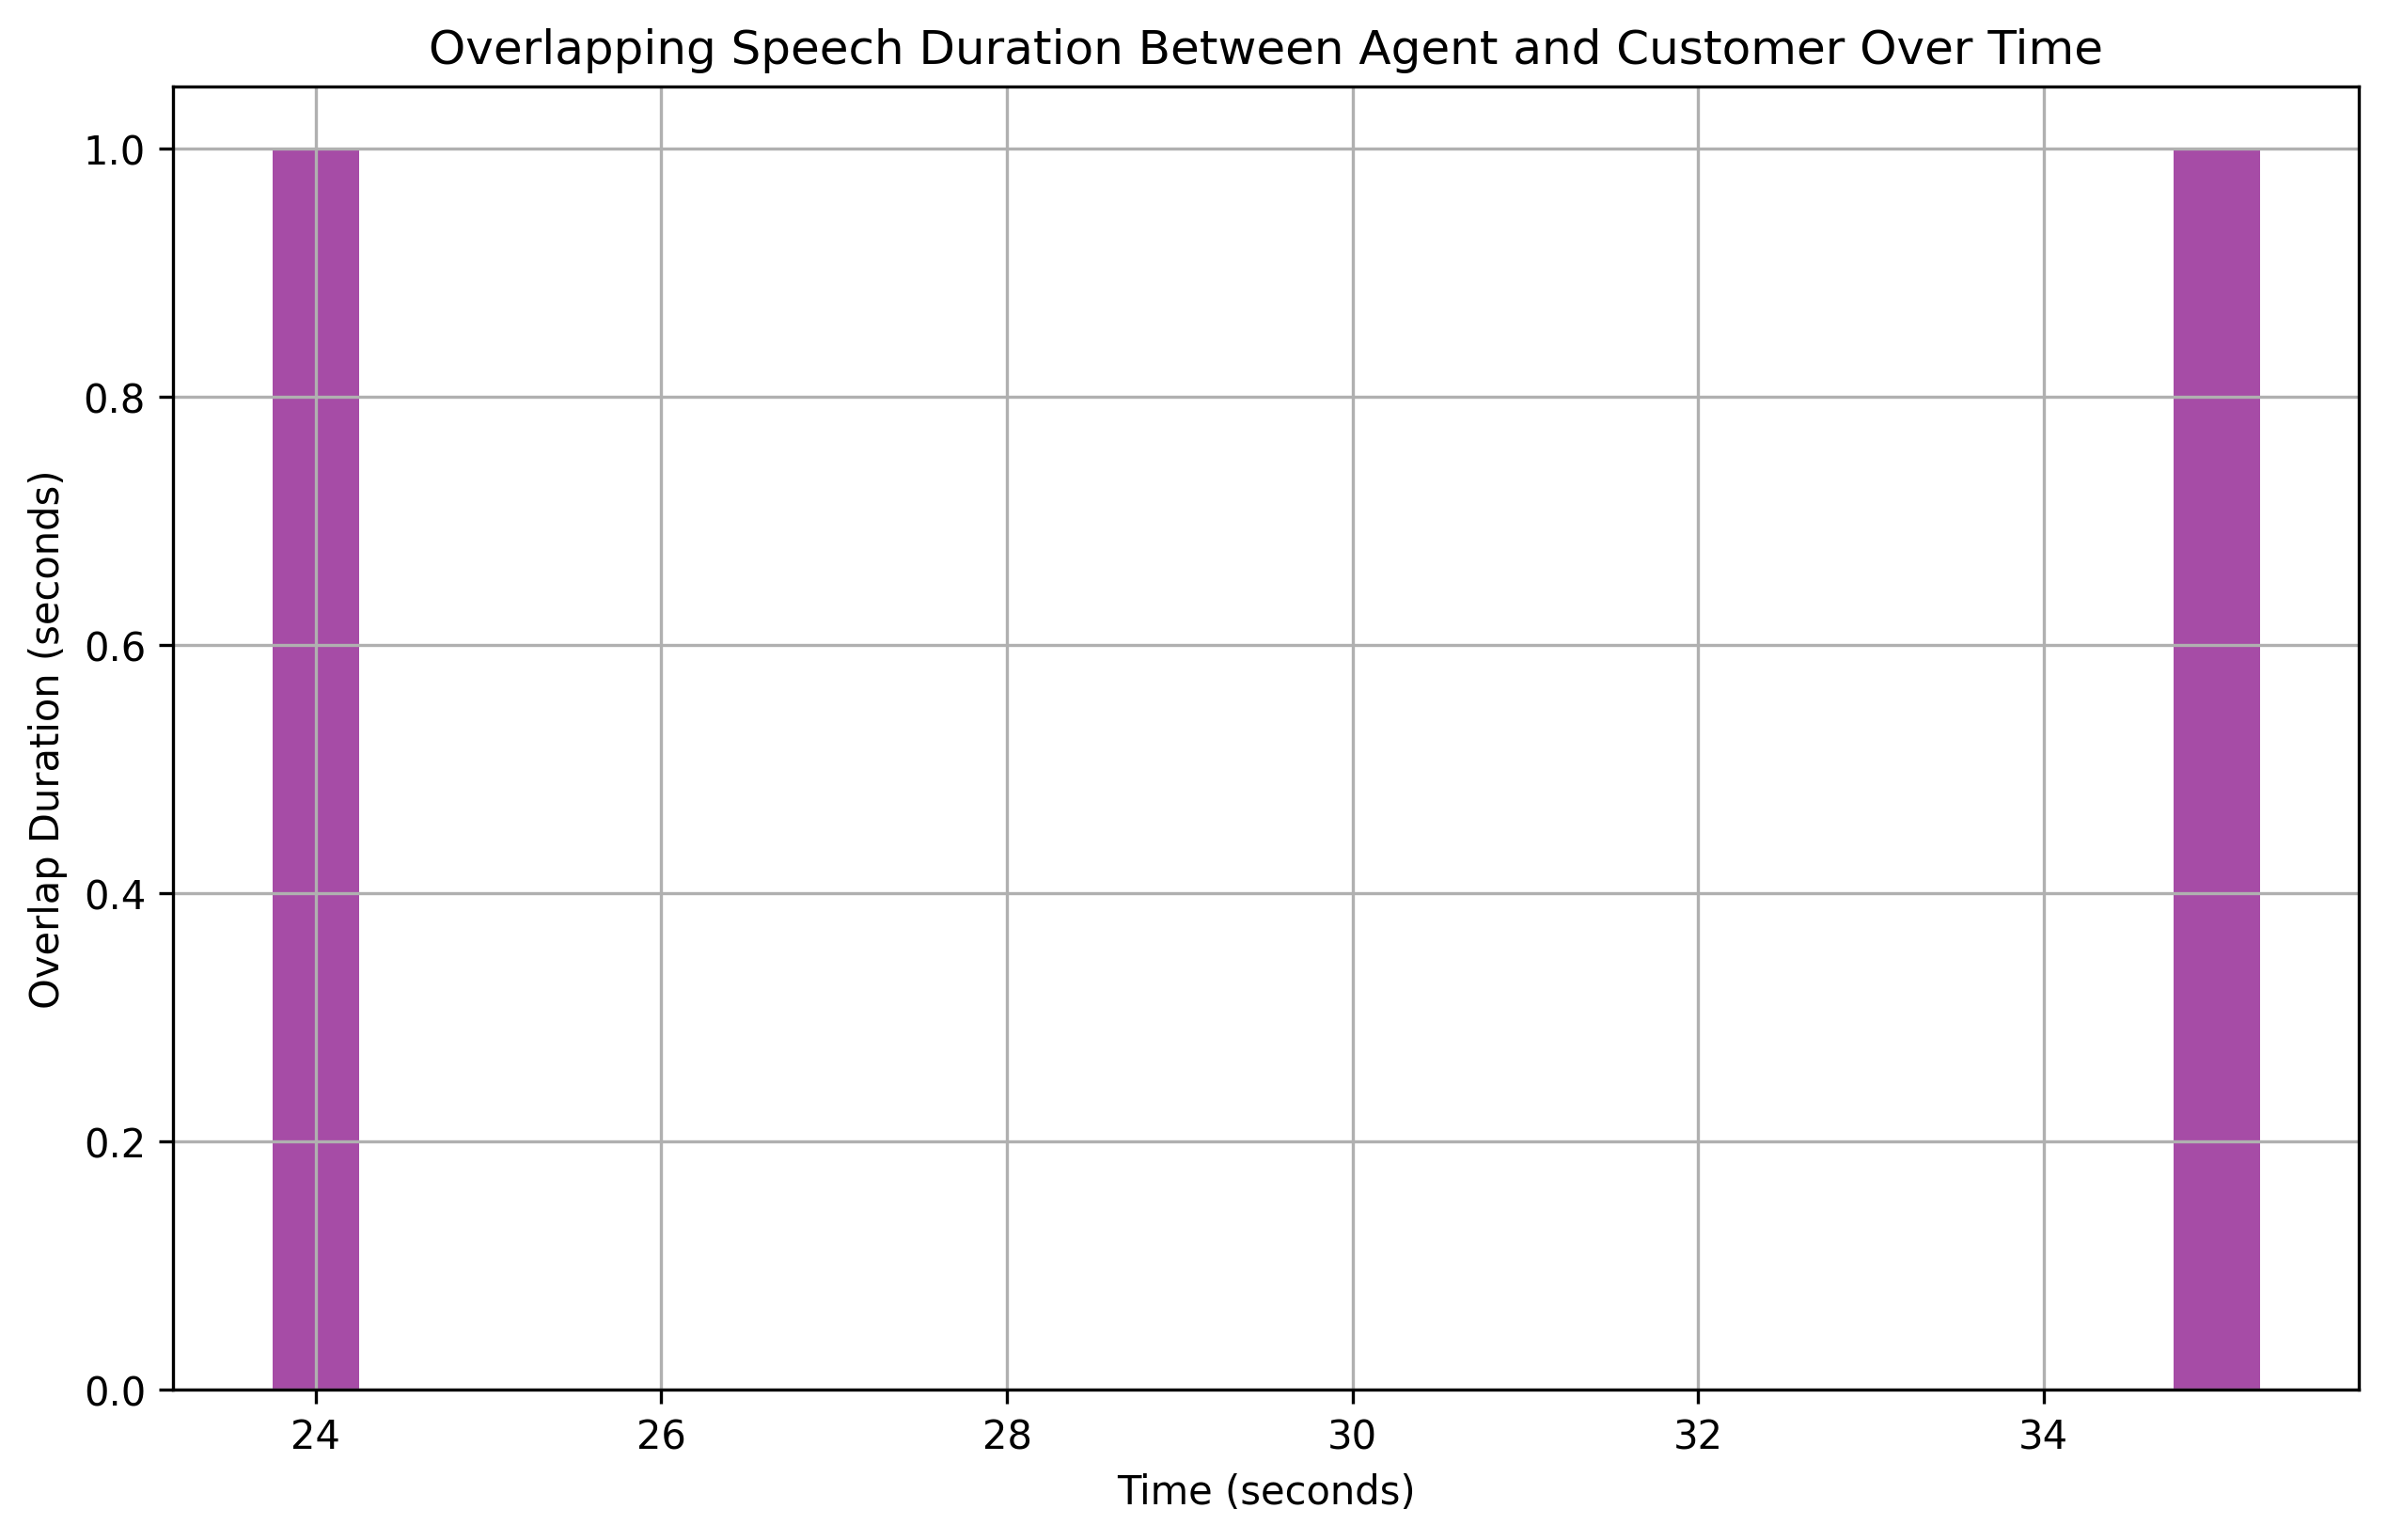 Overlapping Speech Duration Between Agent and Customer Over Time
Overlap Duration (seconds)
1.0
0.8
0.6
0.4
0.2
0.0
24 26 28 30 32 34
Time (seconds)